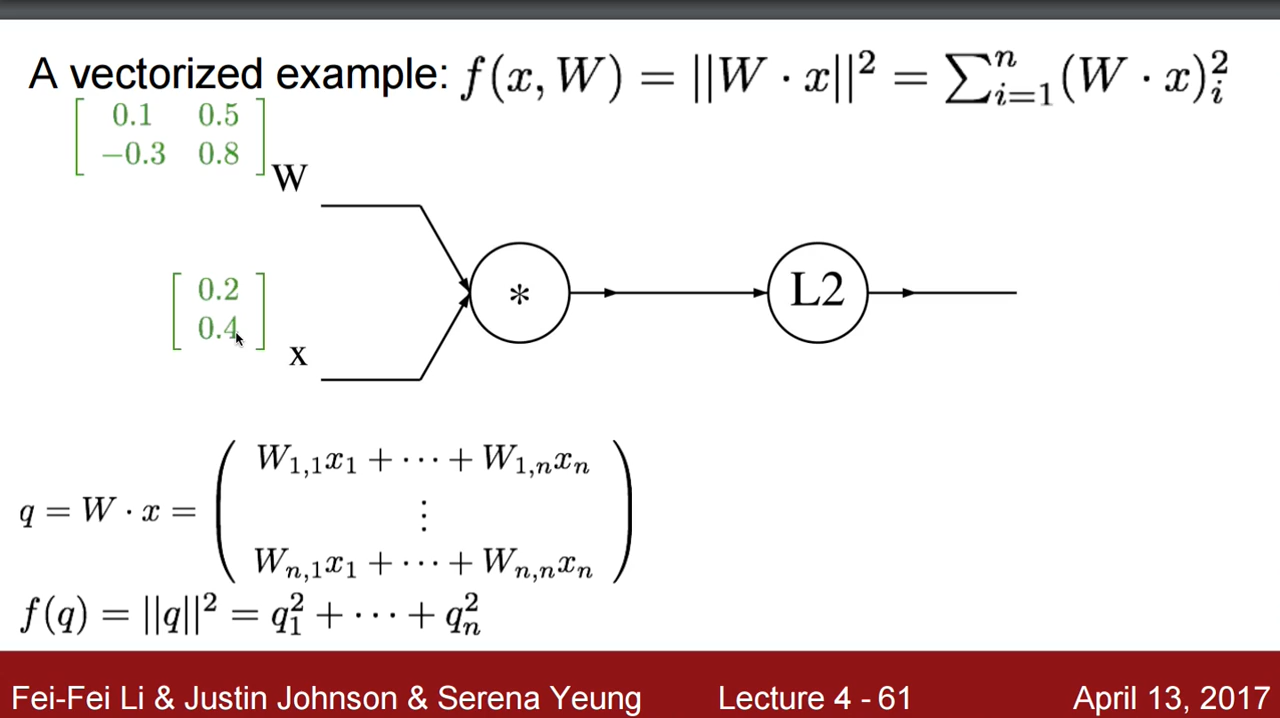 A vectorized example: f(x, W) = ||W · x||² = ∑ⁿᵢ₌₁(W · x)²ᵢ
[ 0.1 0.5
−0.3 0.8 ]
W
* L2
[ 0.2
0.4 ]
x
q = W · x = ( W₁,₁x₁ + ··· + W₁,ₙxₙ
⋮
Wₙ,₁x₁ + ··· + Wₙ,ₙxₙ )
f(q) = ||q||² = q₁² + ··· + qₙ²
Fei-Fei Li & Justin Johnson & Serena Yeung Lecture 4 - 61 April 13, 2017